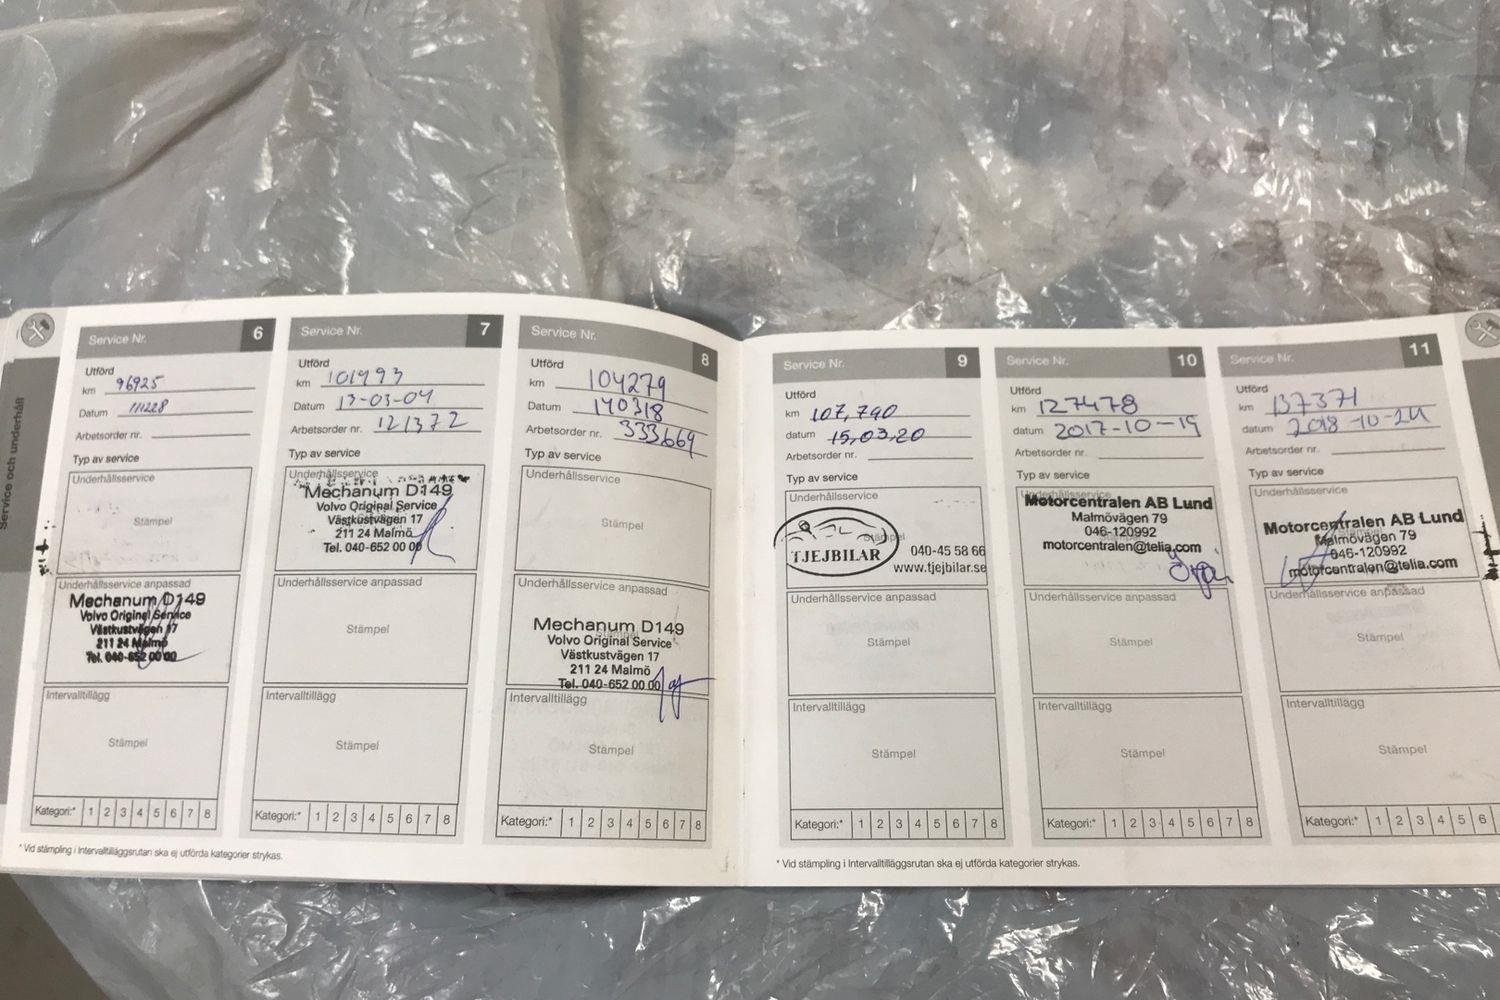 Service och underhåll
Service Nr. 6
Utförd
km 96925
Datum 111228
Arbetsorder nr.
Typ av service
Underhållsservice
Stämpel
Underhållsservice anpassad
Mechanum D149
Volvo Original Service
Västkustvägen 17
211 24 Malmö
Tel. 040-652 00 00
Intervalltillägg
Stämpel
Kategori:* 1 2 3 4 5 6 7 8
Service Nr. 7
Utförd
km 101993
Datum 13-03-04
Arbetsorder nr. 121372
Typ av service
Underhållsservice
Mechanum D149
Volvo Original Service
Västkustvägen 17
211 24 Malmö
Tel. 040-652 00 00
Underhållsservice anpassad
Stämpel
Intervalltillägg
Stämpel
Kategori:* 1 2 3 4 5 6 7 8
Service Nr. 8
Utförd
km 104279
Datum 140318
Arbetsorder nr. 333669
Typ av service
Underhållsservice
Stämpel
Underhållsservice anpassad
Mechanum D149
Volvo Original Service
Västkustvägen 17
211 24 Malmö
Tel. 040-652 00 00
Intervalltillägg
Stämpel
Kategori:* 1 2 3 4 5 6 7 8
* Vid stämpling i Intervalltilläggsrutan ska ej utförda kategorier strykas.
Service Nr. 9
Utförd
km 107,790
datum 15,03,20
Arbetsorder nr.
Typ av service
Underhållsservice
Stämpel
TJEJBILAR
040-45 58 66
www.tjejbilar.se
Underhållsservice anpassad
Stämpel
Intervalltillägg
Stämpel
Kategori:* 1 2 3 4 5 6 7 8
Service Nr. 10
Utförd
km 127478
datum 2017-10-19
Arbetsorder nr.
Typ av service
Underhållsservice
Motorcentralen AB Lund
Malmövägen 79
046-120992
motorcentralen@telia.com
Underhållsservice anpassad
Stämpel
Intervalltillägg
Stämpel
Kategori:* 1 2 3 4 5 6 7 8
Service Nr. 11
Utförd
km 137371
datum 2018-10-24
Arbetsorder nr.
Typ av service
Underhållsservice
Motorcentralen AB Lund
Malmövägen 79
046-120992
motorcentralen@telia.com
Underhållsservice anpassad
Stämpel
Intervalltillägg
Stämpel
Kategori:* 1 2 3 4 5 6
* Vid stämpling i Intervalltilläggsrutan ska ej utförda kategorier strykas.